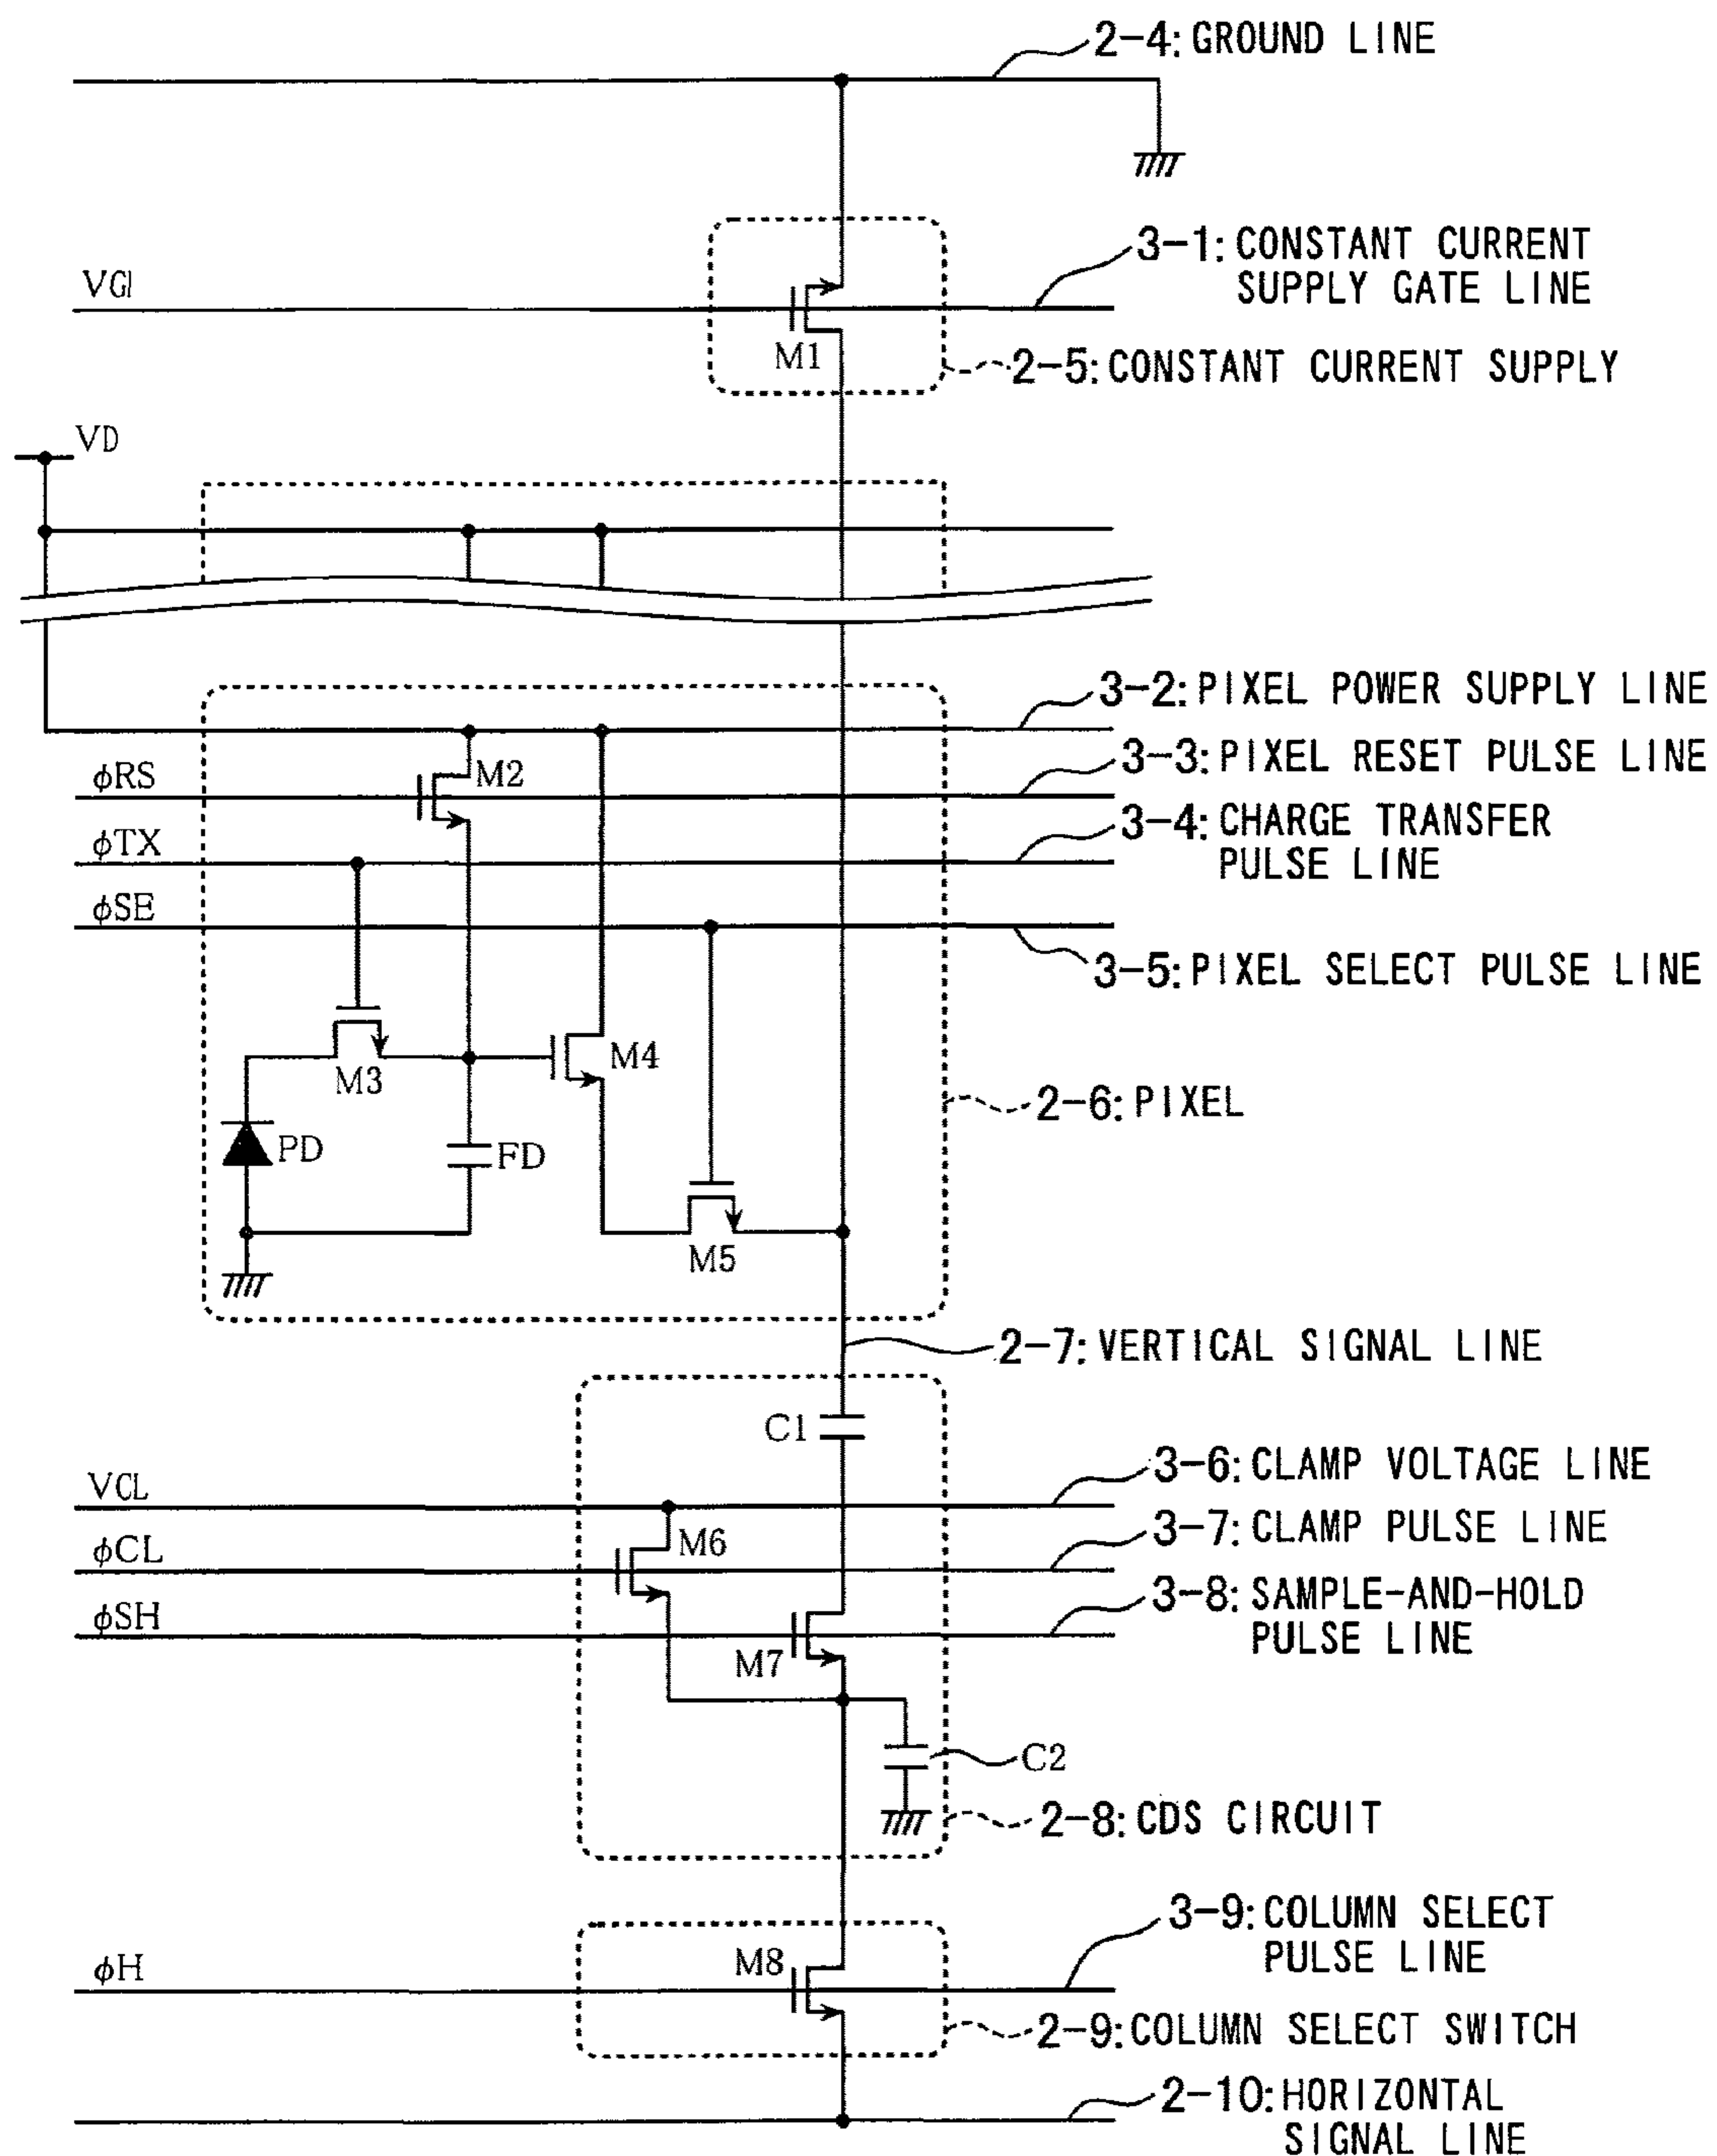 2-4: GROUND LINE
3-1: CONSTANT CURRENT
SUPPLY GATE LINE
VGI
M1
2-5: CONSTANT CURRENT SUPPLY
VD
3-2: PIXEL POWER SUPPLY LINE
M2
3-3: PIXEL RESET PULSE LINE
φRS
3-4: CHARGE TRANSFER
PULSE LINE
φTX
φSE
3-5: PIXEL SELECT PULSE LINE
M3
M4
2-6: PIXEL
PD
FD
M5
2-7: VERTICAL SIGNAL LINE
C1
3-6: CLAMP VOLTAGE LINE
VCL
M6
3-7: CLAMP PULSE LINE
φCL
3-8: SAMPLE-AND-HOLD
PULSE LINE
φSH
M7
C2
2-8: CDS CIRCUIT
3-9: COLUMN SELECT
PULSE LINE
M8
φH
2-9: COLUMN SELECT SWITCH
2-10: HORIZONTAL
SIGNAL LINE